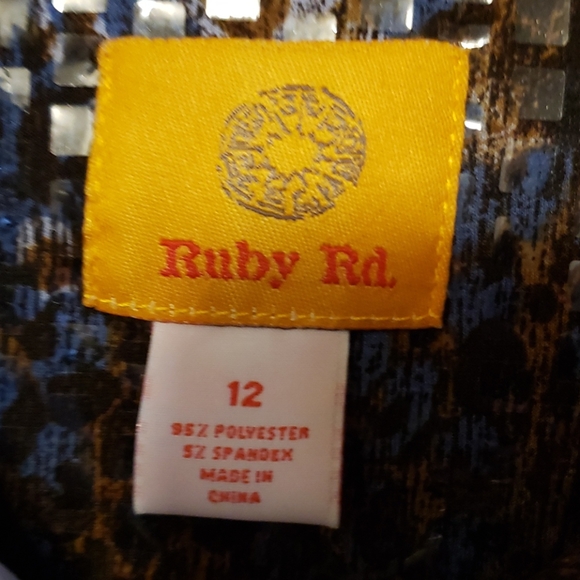 Ruby Rd.
12
95% POLYESTER
5% SPANDEX
MADE IN
CHINA